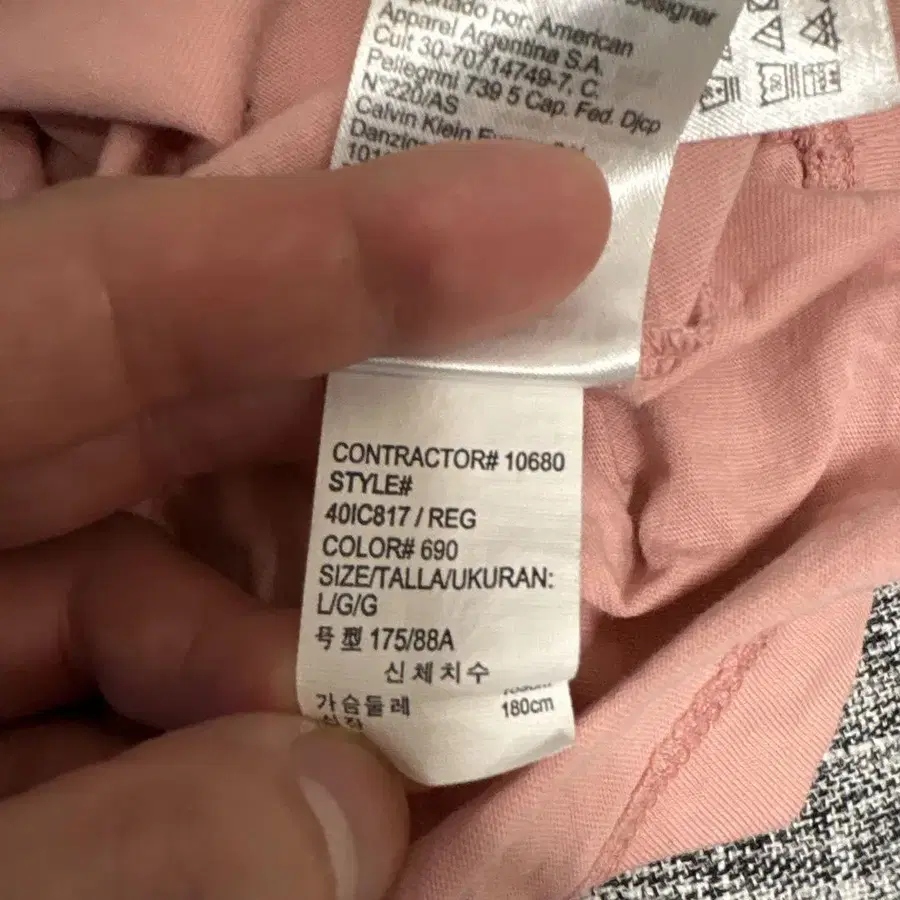 Designer
por: American
Apparel Argentina S.A.
Cuit 30-70714749-7, C.
Pellegrini 739 5 Cap. Fed. Djcp
N°220/AS
Calvin Klein
CONTRACTOR# 10680
STYLE#
40IC817 / REG
COLOR# 690
SIZE/TALLA/UKURAN:
L/G/G
号型 175/88A
신체치수
가슴둘레
180cm